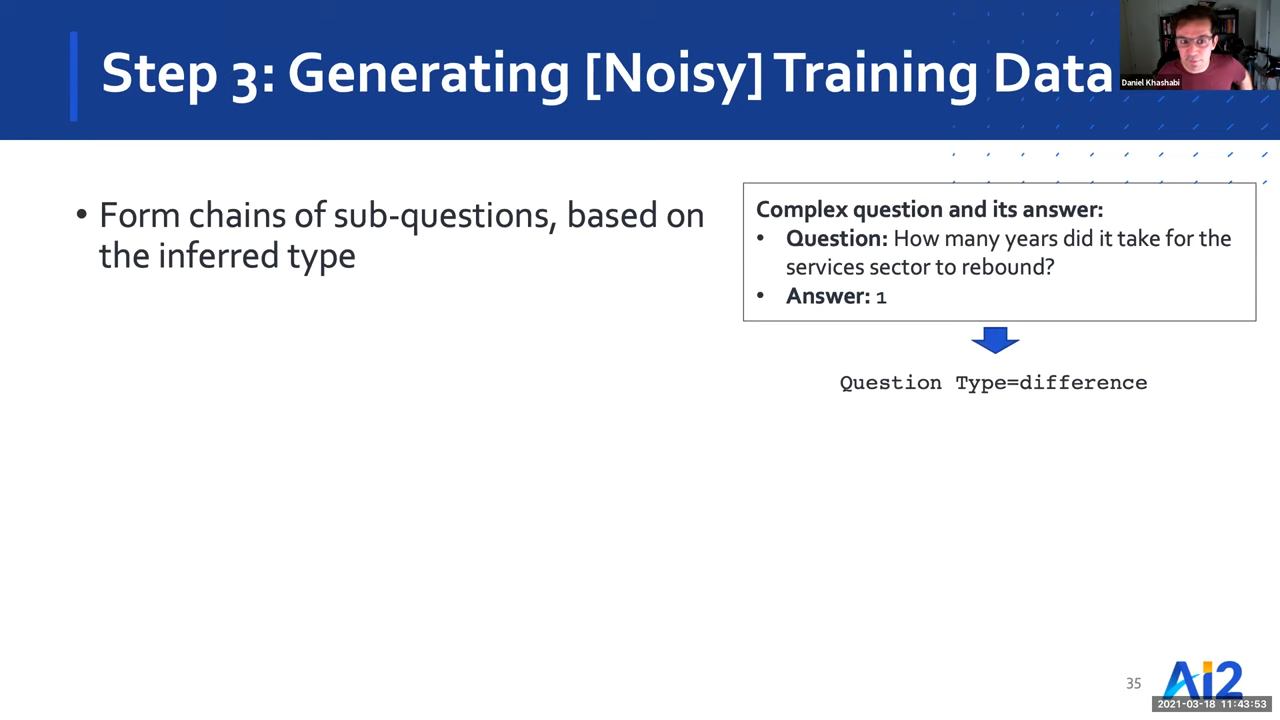 Step 3: Generating [Noisy] Training Data
Daniel Khashabi
• Form chains of sub-questions, based on
the inferred type
Complex question and its answer:
• Question: How many years did it take for the
services sector to rebound?
• Answer: 1
Question Type=difference
35
AI2
2021-03-18 11:43:53